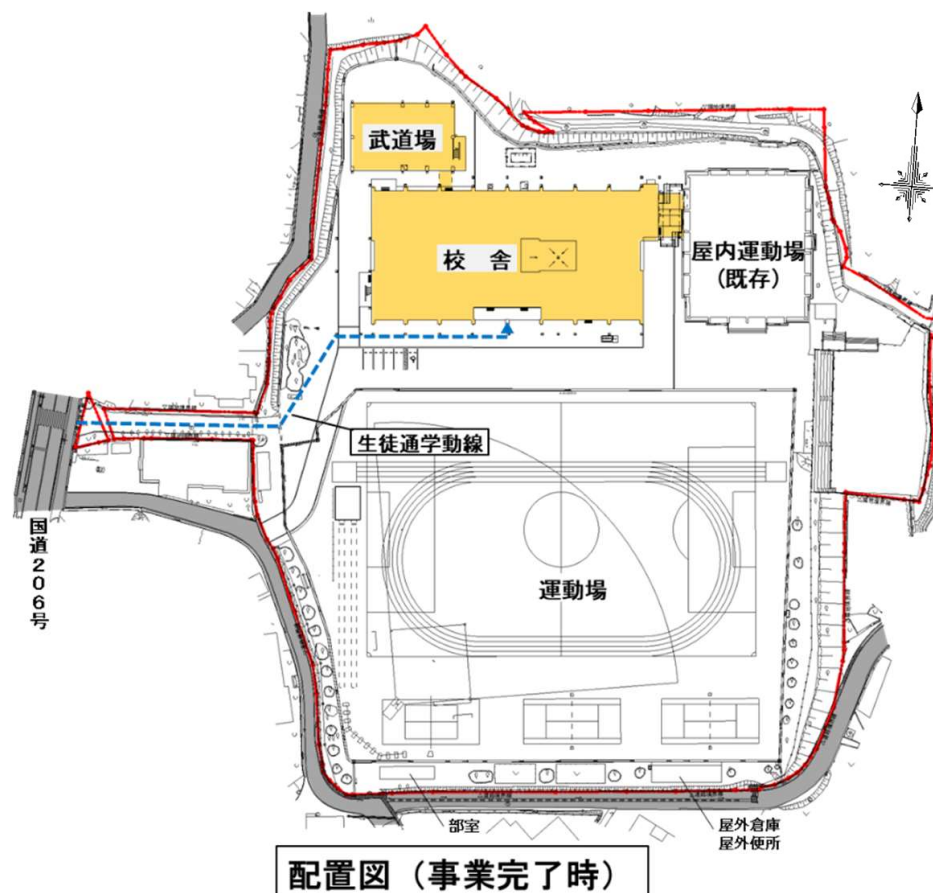 武道場
校 舎
屋内運動場
(既存)
生徒通学動線
国道206号
運動場
部室
屋外倉庫
屋外便所
配置図（事業完了時）